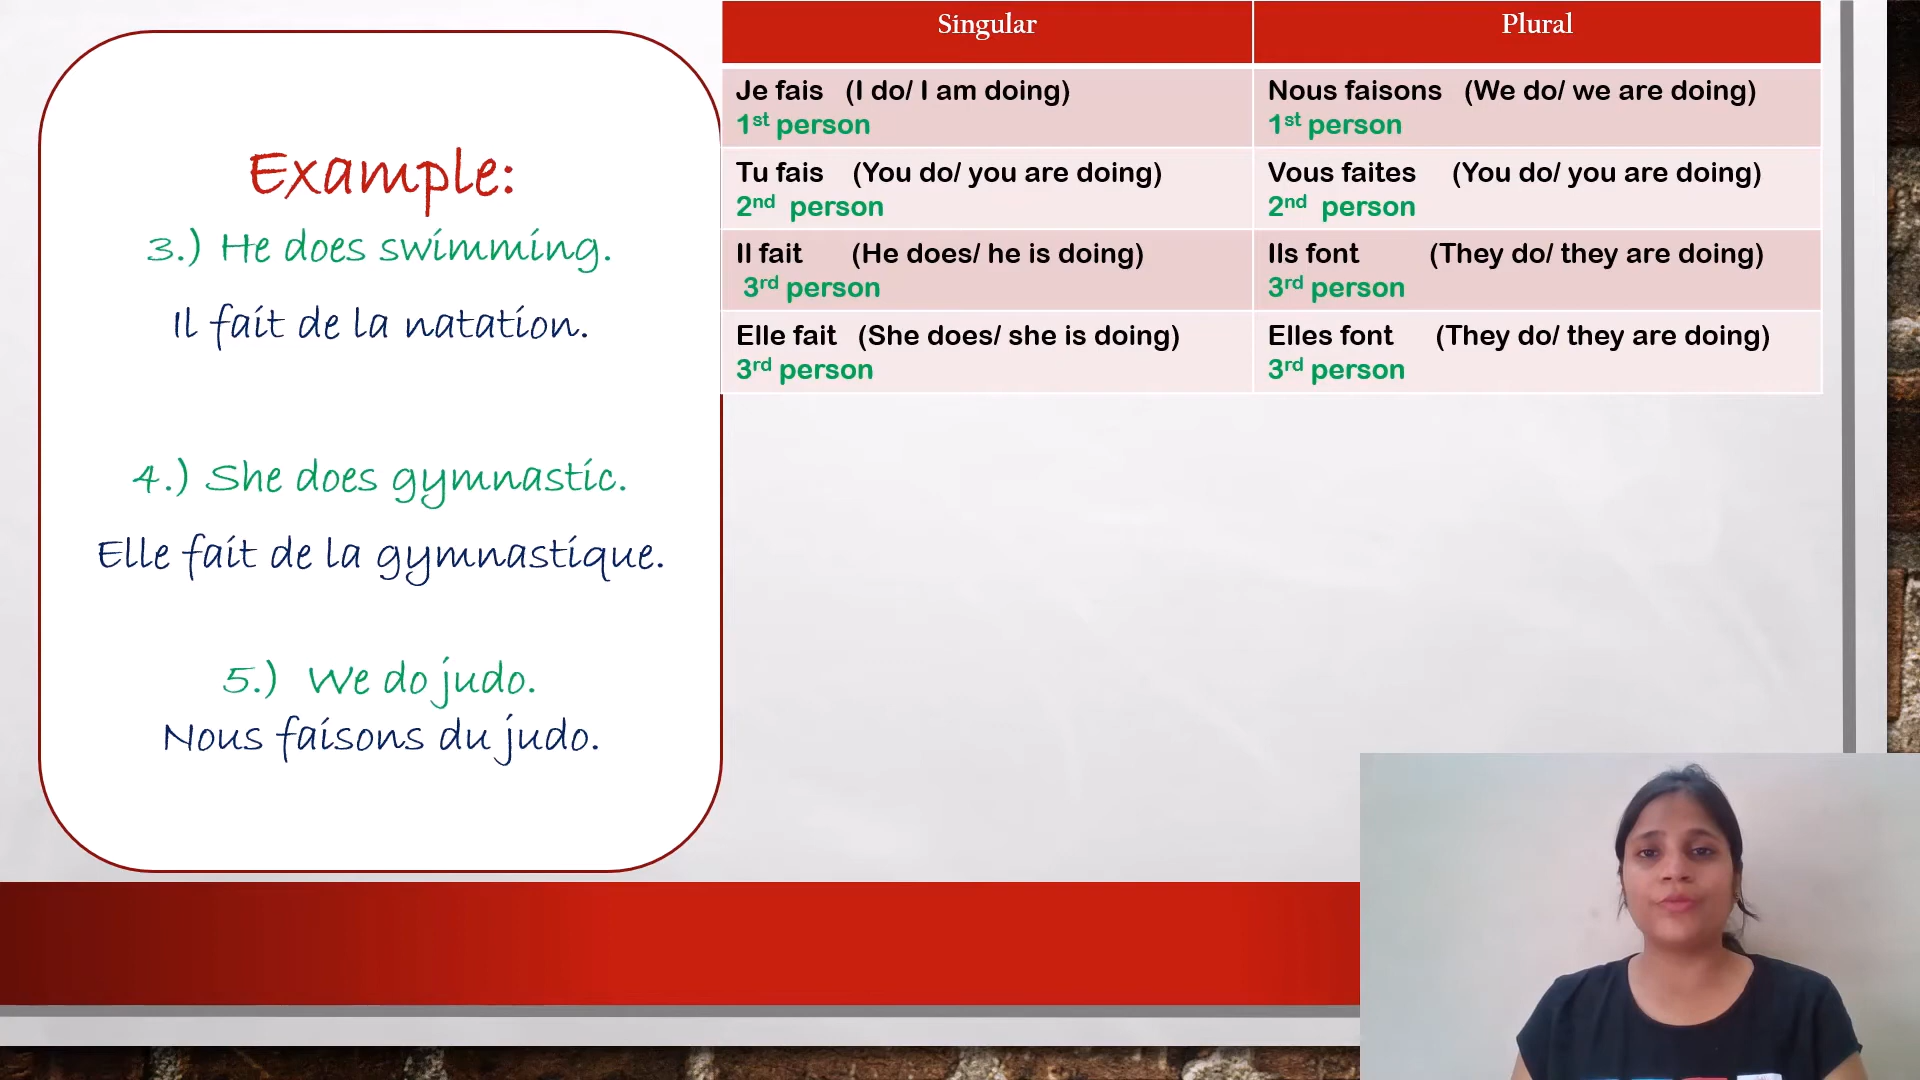 Example:
3.) He does swimming.
Il fait de la natation.
4.) She does gymnastic.
Elle fait de la gymnastique.
5.) We do judo.
Nous faisons du judo.
Singular Plural
Je fais (I do/ I am doing)
1st person
Nous faisons (We do/ we are doing)
1st person
Tu fais (You do/ you are doing)
2nd person
Vous faites (You do/ you are doing)
2nd person
Il fait (He does/ he is doing)
3rd person
Ils font (They do/ they are doing)
3rd person
Elle fait (She does/ she is doing)
3rd person
Elles font (They do/ they are doing)
3rd person